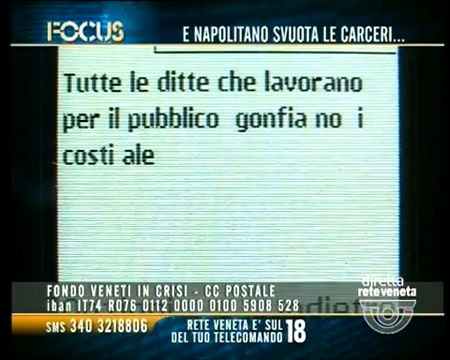 FOCUS
E NAPOLITANO SVUOTA LE CARCERI...
Tutte le ditte che lavorano
per il pubblico gonfia no i
costi ale
diretta
reteveneta
FONDO VENETI IN CRISI - CC POSTALE
iban IT74 R076 0112 0000 0100 5908 528
SMS 340 3218806
RETE VENETA E' SUL
DEL TUO TELECOMANDO 18